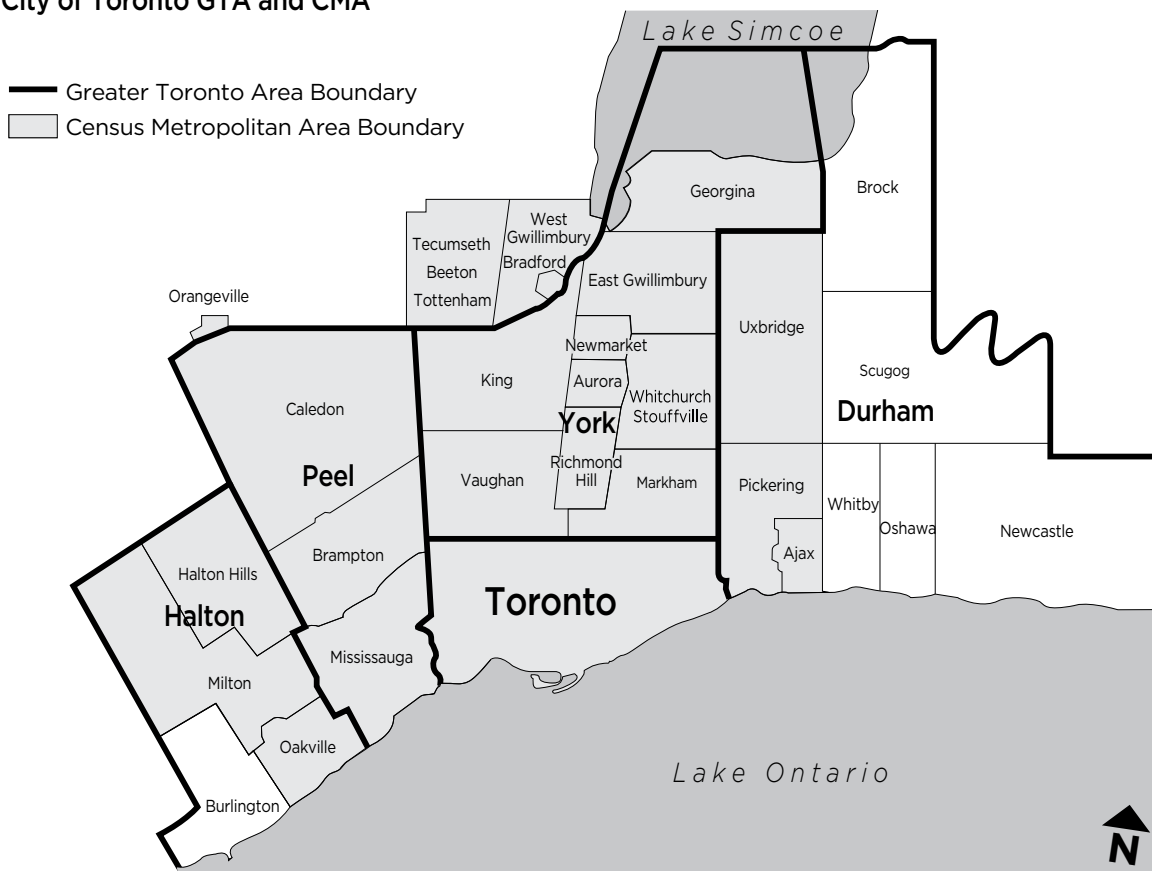 City of Toronto GTA and CMA
Lake Simcoe
Greater Toronto Area Boundary
Census Metropolitan Area Boundary
Georgina
Brock
West
Gwillimbury
Tecumseth
Bradford
Beeton
Tottenham
East Gwillimbury
Orangeville
Uxbridge
Newmarket
Scugog
King
Aurora
Whitchurch
Stouffville
Caledon
Durham
York
Peel
Richmond
Hill
Vaughan
Markham
Pickering
Whitby
Oshawa
Newcastle
Brampton
Ajax
Halton Hills
Toronto
Halton
Mississauga
Milton
Oakville
Lake Ontario
Burlington
N